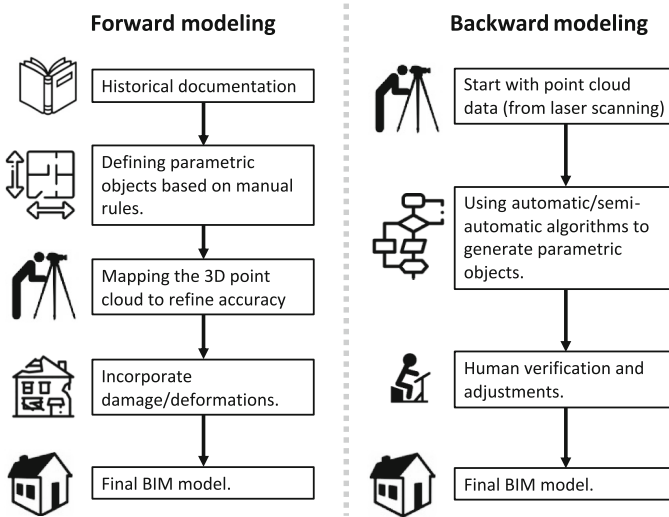 Forward modeling
Historical documentation
Defining parametric
objects based on manual
rules.
Mapping the 3D point
cloud to refine accuracy
Incorporate
damage/deformations.
Final BIM model.
Backward modeling
Start with point cloud
data (from laser scanning)
Using automatic/semi-
automatic algorithms to
generate parametric
objects.
Human verification and
adjustments.
Final BIM model.